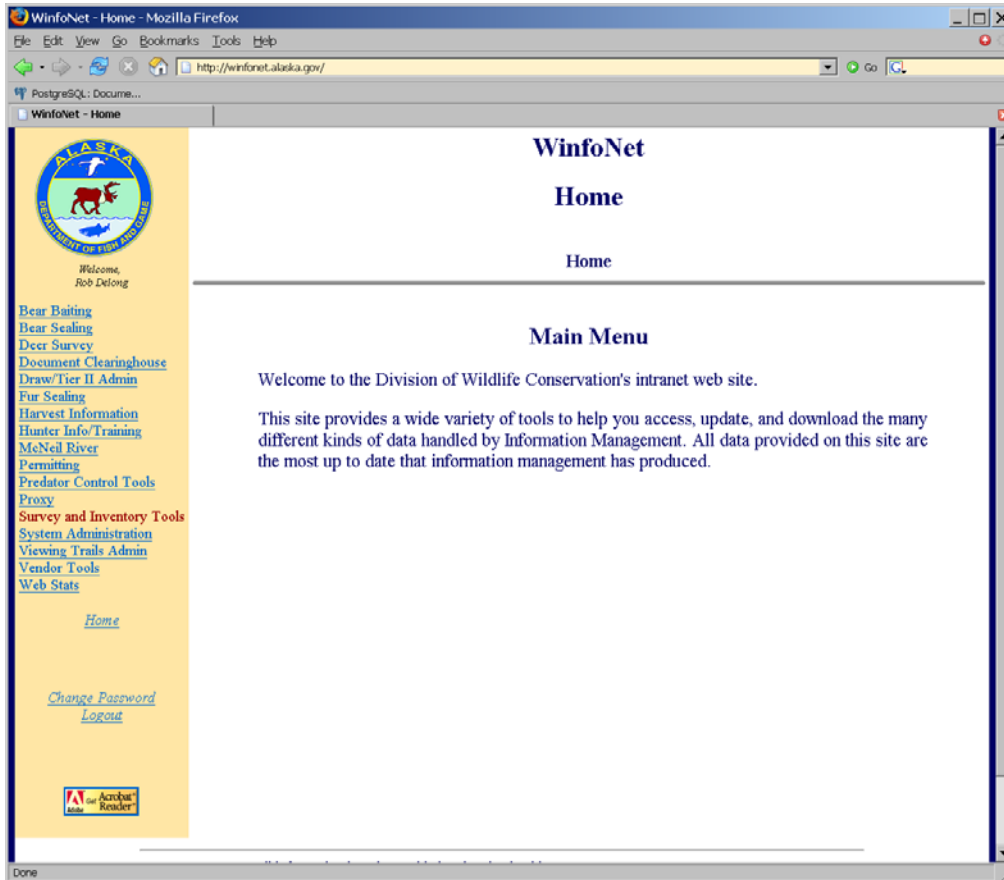 WinfoNet - Home - Mozilla Firefox
File Edit View Go Bookmarks Tools Help
http://winfonet.alaska.gov/
Go
G
PostgreSQL: Docume...
WinfoNet - Home
ALASKA
DEPARTMENT OF FISH AND GAME
Welcome,
Rob Delong
Bear Baiting
Bear Sealing
Deer Survey
Document Clearinghouse
Draw/Tier II Admin
Fur Sealing
Harvest Information
Hunter Info/Training
McNeil River
Permitting
Predator Control Tools
Proxy
Survey and Inventory Tools
System Administration
Viewing Trails Admin
Vendor Tools
Web Stats
Home
Change Password
Logout
Adobe
Get Acrobat
Reader
WinfoNet
Home
Home
Main Menu
Welcome to the Division of Wildlife Conservation's intranet web site.
This site provides a wide variety of tools to help you access, update, and download the many
different kinds of data handled by Information Management. All data provided on this site are
the most up to date that information management has produced.
Done